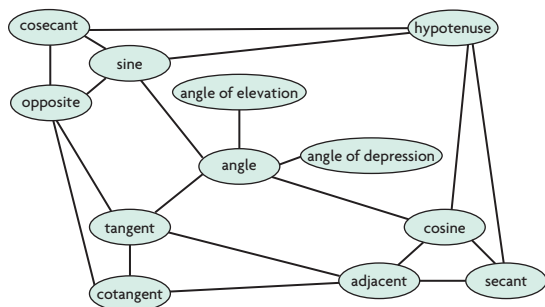 cosecant
hypotenuse
sine
angle of elevation
opposite
angle of depression
angle
tangent
cosine
cotangent
adjacent
secant